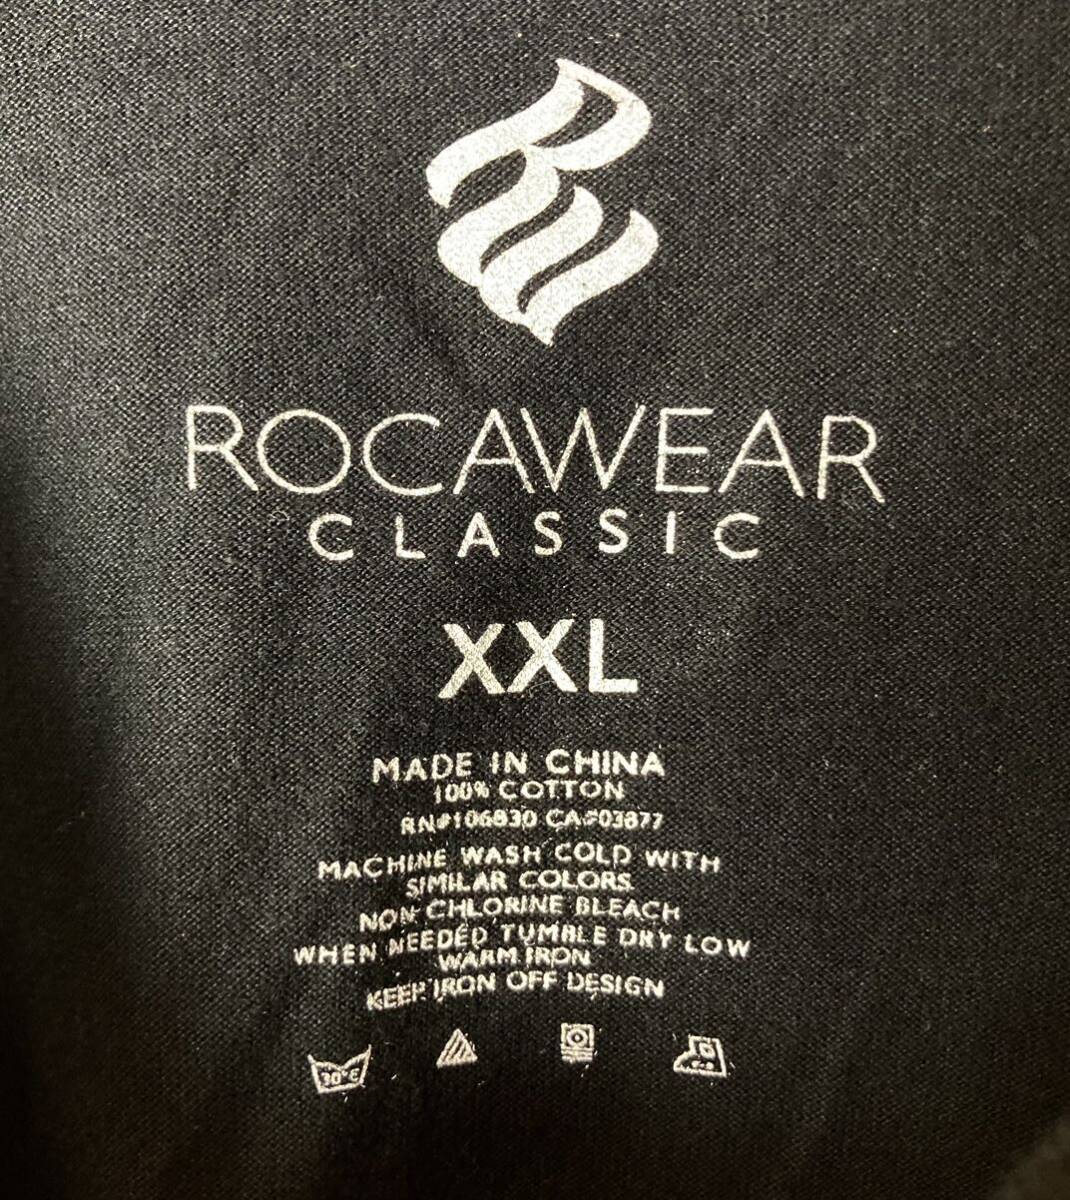 RW
ROCAWEAR
CLASSIC
XXL
MADE IN CHINA
100% COTTON
RN#106830 CA#03877
MACHINE WASH COLD WITH
SIMILAR COLORS
NON CHLORINE BLEACH
WHEN NEEDED TUMBLE DRY LOW
WARM IRON
KEEP IRON OFF DESIGN
30°C